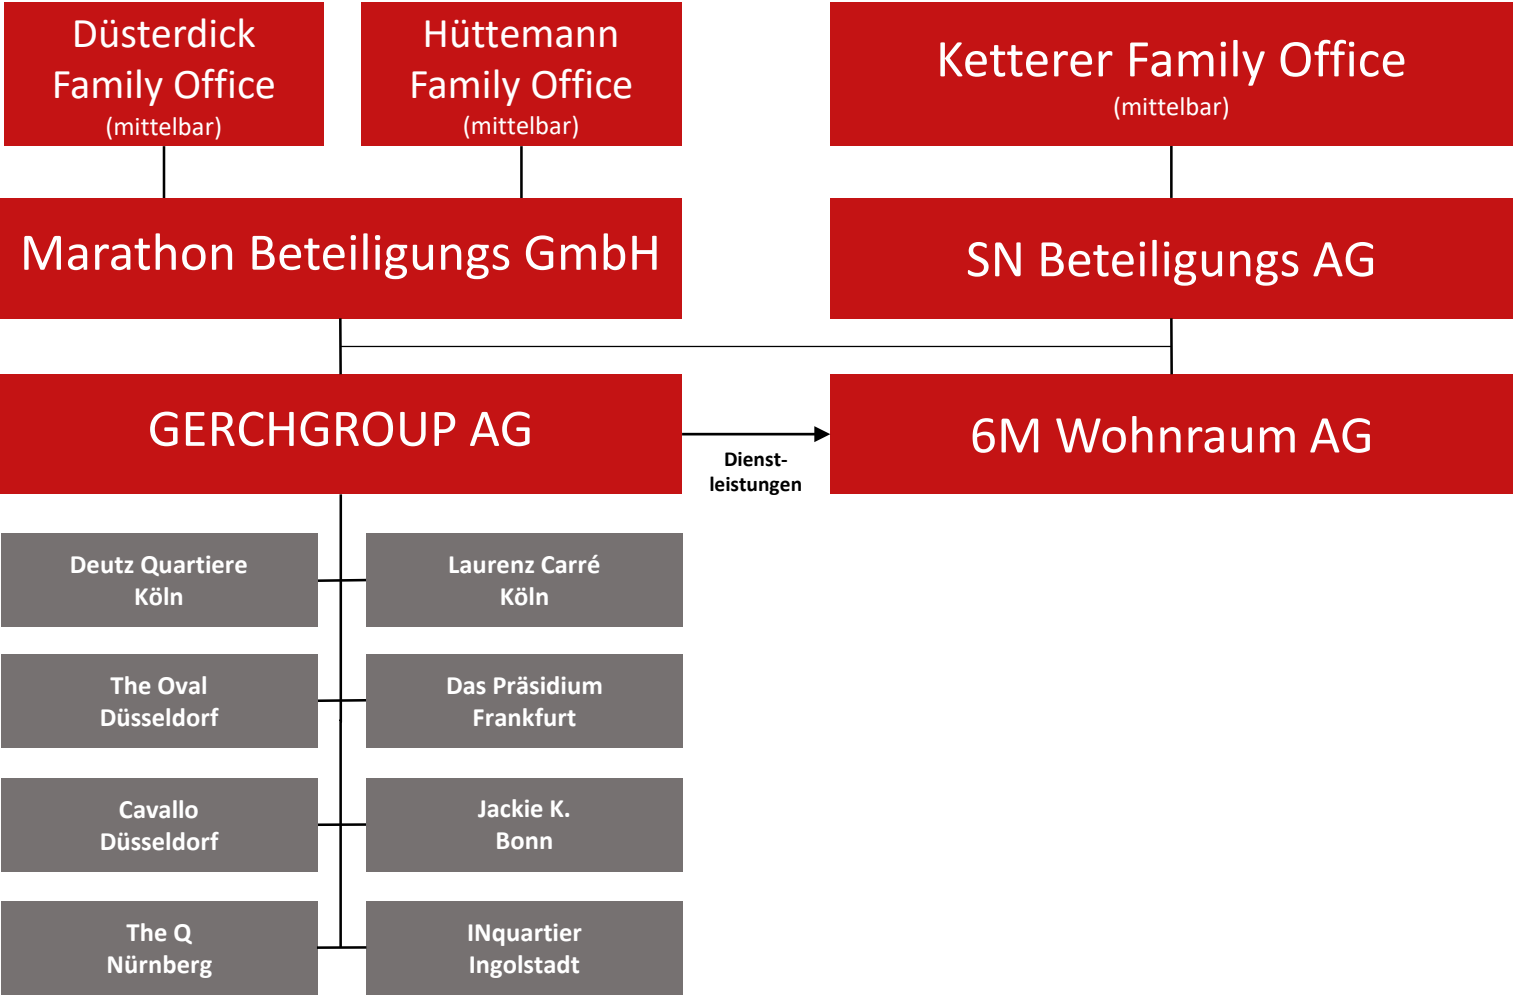 Düsterdick
Family Office
(mittelbar)
Hüttemann
Family Office
(mittelbar)
Ketterer Family Office
(mittelbar)
Marathon Beteiligungs GmbH
SN Beteiligungs AG
GERCHGROUP AG
Dienst-
leistungen
6M Wohnraum AG
Deutz Quartiere
Köln
Laurenz Carré
Köln
The Oval
Düsseldorf
Das Präsidium
Frankfurt
Cavallo
Düsseldorf
Jackie K.
Bonn
The Q
Nürnberg
INquartier
Ingolstadt